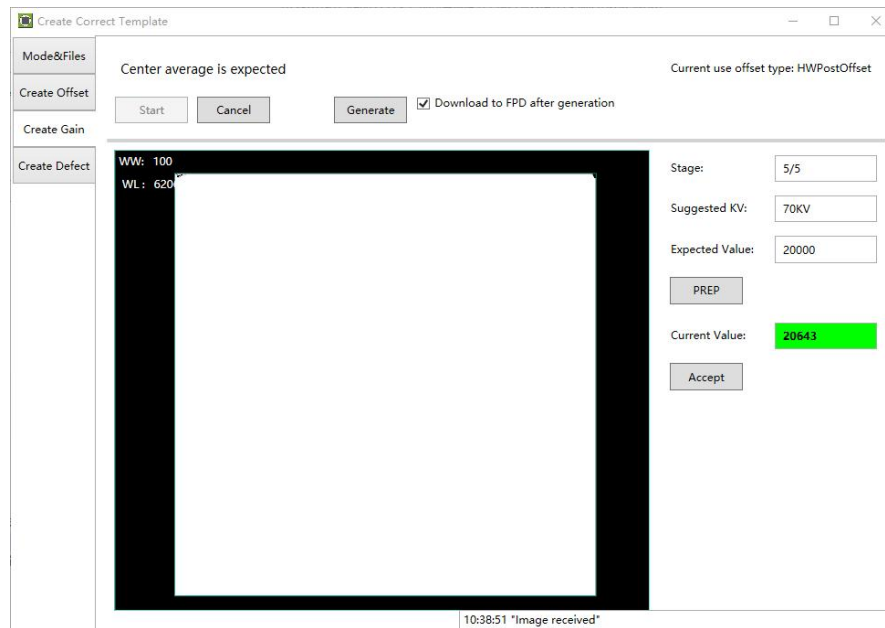 Create Correct Template
Mode&Files
Create Offset
Create Gain
Create Defect
Center average is expected
Current use offset type: HWPostOffset
Start
Cancel
Generate
Download to FPD after generation
WW: 100
WL: 620
Stage:
5/5
Suggested KV:
70KV
Expected Value:
20000
PREP
Current Value:
20643
Accept
10:38:51 "Image received"